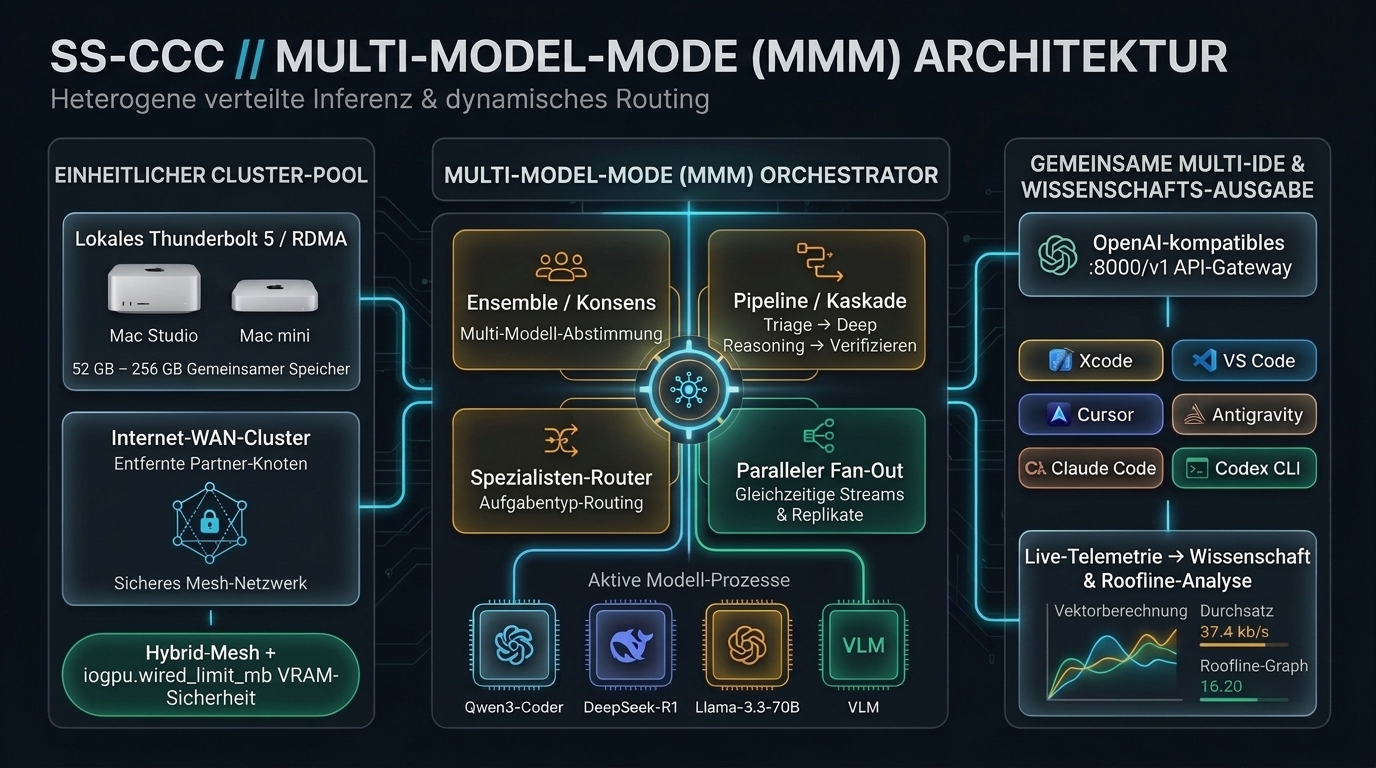 SS-CCC // MULTI-MODEL-MODE (MMM) ARCHITEKTUR
Heterogene verteilte Inferenz & dynamisches Routing
EINHEITLICHER CLUSTER-POOL
Lokales Thunderbolt 5 / RDMA
Mac Studio
Mac mini
52 GB – 256 GB Gemeinsamer Speicher
Internet-WAN-Cluster
Entfernte Partner-Knoten
Sicheres Mesh-Netzwerk
Hybrid-Mesh +
iogpu.wired_limit_mb VRAM-
Sicherheit
MULTI-MODEL-MODE (MMM) ORCHESTRATOR
Ensemble / Konsens
Multi-Modell-Abstimmung
Pipeline / Kaskade
Triage → Deep
Reasoning → Verifizieren
Spezialisten-Router
Aufgabentyp-Routing
Paralleler Fan-Out
Gleichzeitige Streams
& Replikate
Aktive Modell-Prozesse
VLM
Qwen3-Coder
DeepSeek-R1
Llama-3.3-70B
VLM
GEMEINSAME MULTI-IDE &
WISSENSCHAFTS-AUSGABE
OpenAI-kompatibles
:8000/v1 API-Gateway
Xcode
VS Code
Cursor
Antigravity
Claude Code
Codex CLI
Live-Telemetrie → Wissenschaft
& Roofline-Analyse
Vektorberechnung
Durchsatz
37.4 kb/s
Roofline-Graph
16.20